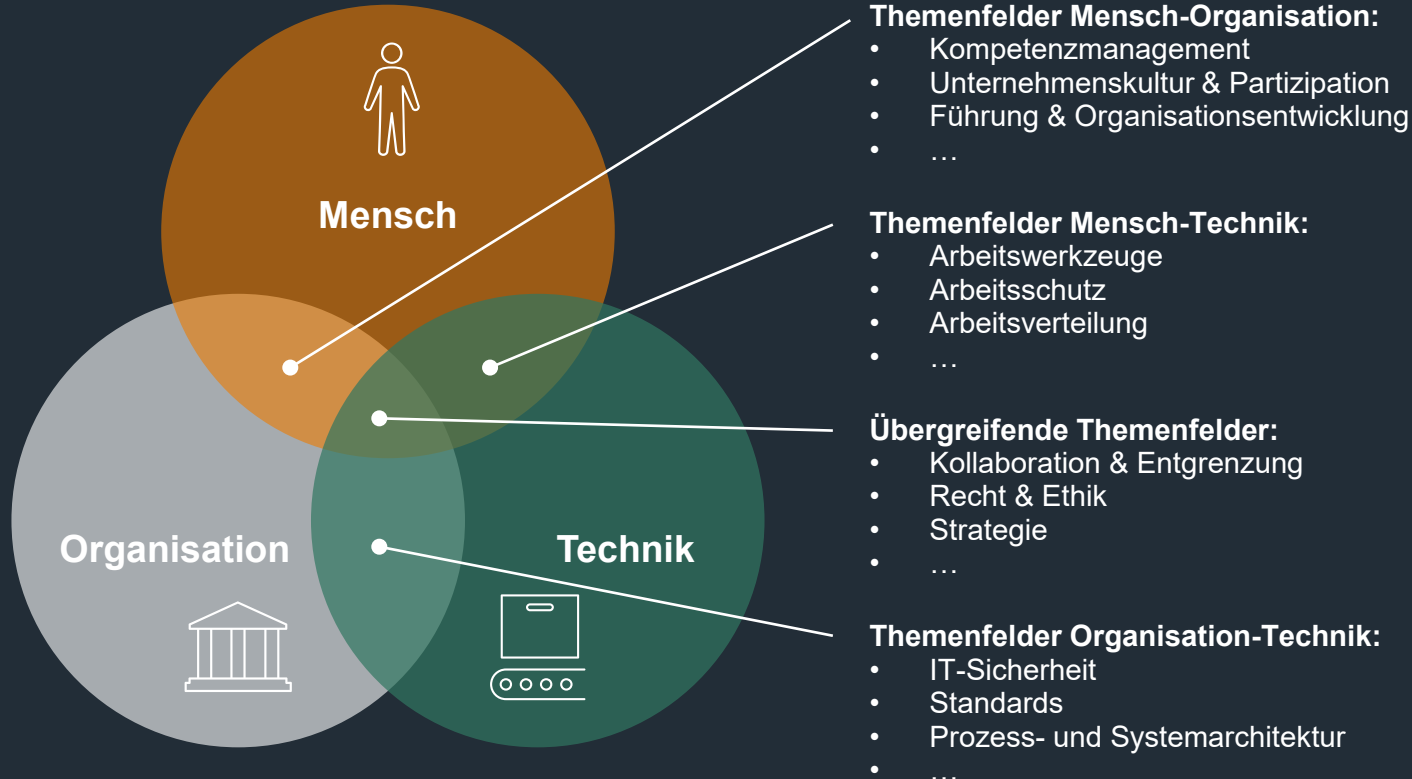 Mensch
Organisation
Technik
Themenfelder Mensch-Organisation:
• Kompetenzmanagement
• Unternehmenskultur & Partizipation
• Führung & Organisationsentwicklung
• …
Themenfelder Mensch-Technik:
• Arbeitswerkzeuge
• Arbeitsschutz
• Arbeitsverteilung
• …
Übergreifende Themenfelder:
• Kollaboration & Entgrenzung
• Recht & Ethik
• Strategie
• …
Themenfelder Organisation-Technik:
• IT-Sicherheit
• Standards
• Prozess- und Systemarchitektur
• …